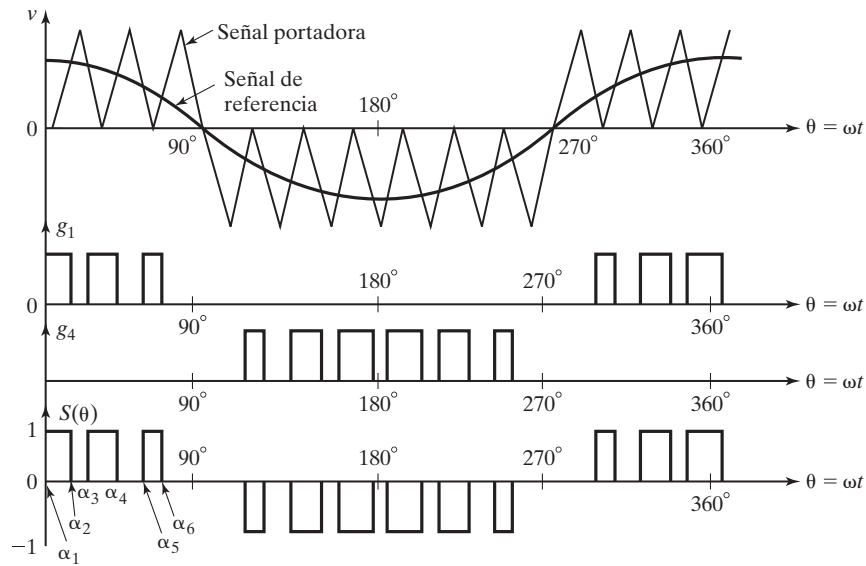 v
Señal portadora
Señal de
referencia
180°
0
90°
270°
360°
θ = ωt
g1
0
180°
270°
90°
360°
θ = ωt
g4
90°
180°
270°
360°
θ = ωt
S(θ)
1
90°
180°
270°
0
θ = ωt
360°
α3 α4
α2
α6
α5
−1
α1